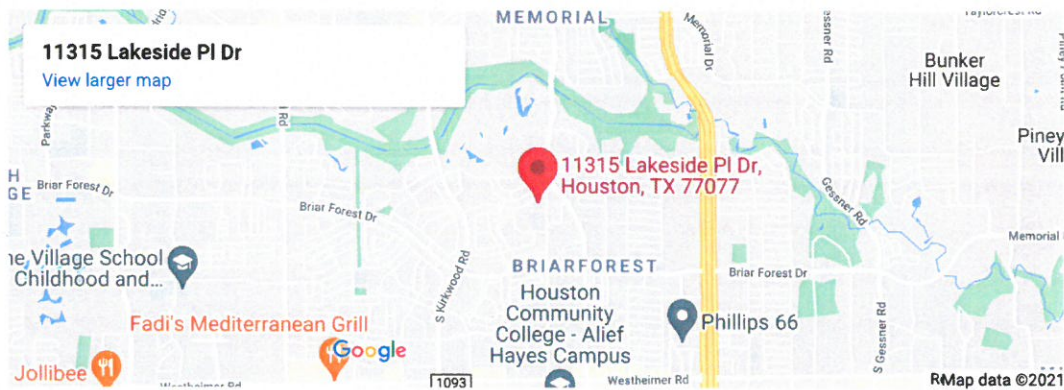 11315 Lakeside Pl Dr
View larger map
MEMORIAL
Memorial Dr
Gessner Rd
Bunker
Hill Village
Parkway
Rd
11315 Lakeside Pl Dr,
Houston, TX 77077
Piney
Vill
Briar Forest Dr
Briar Forest Dr
Gessner Rd
S Kirkwood Rd
Memorial
he Village School
Childhood and...
BRIARFOREST
Briar Forest Dr
Houston
Community
College - Alief
Hayes Campus
Phillips 66
S Gessner Rd
Fadi's Mediterranean Grill
Google
Jollibee
Westheimer Rd
1093
Westheimer Rd
Map data ©2021